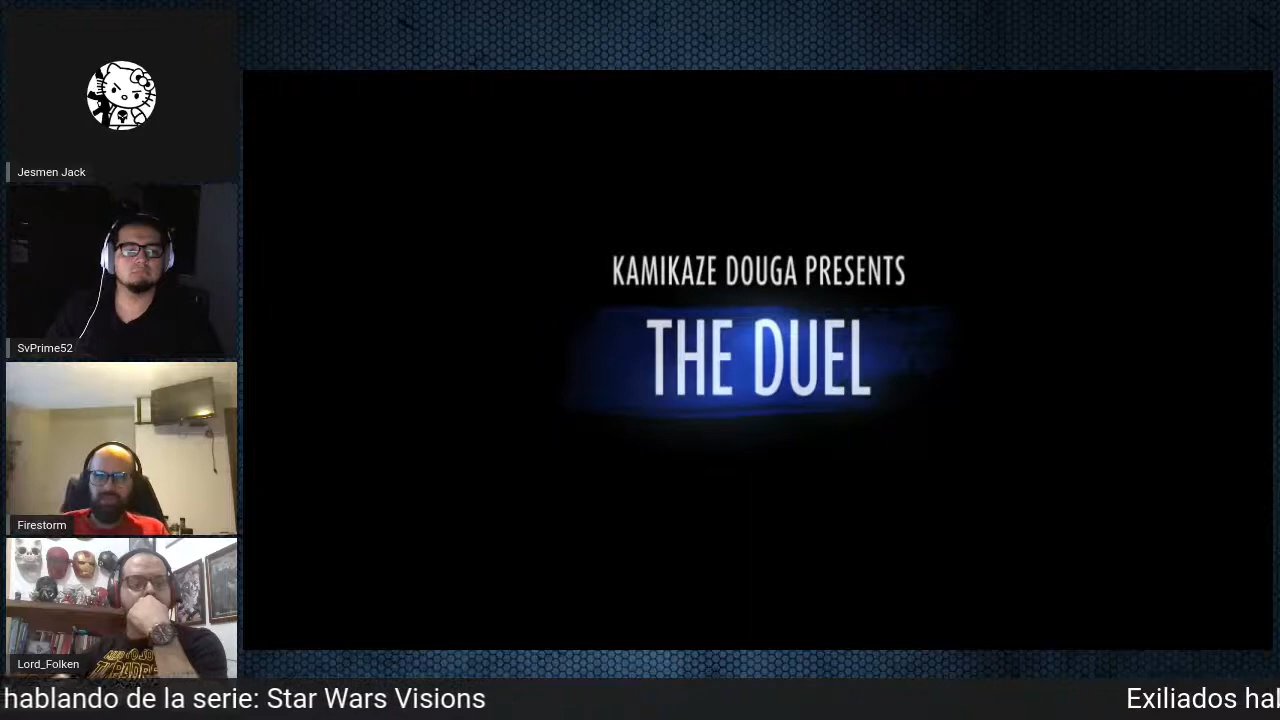 Jesmen Jack
SvPrime52
Firestorm
Lord_Folken
KAMIKAZE DOUGA PRESENTS
THE DUEL
hablando de la serie: Star Wars Visions
Exiliados hal